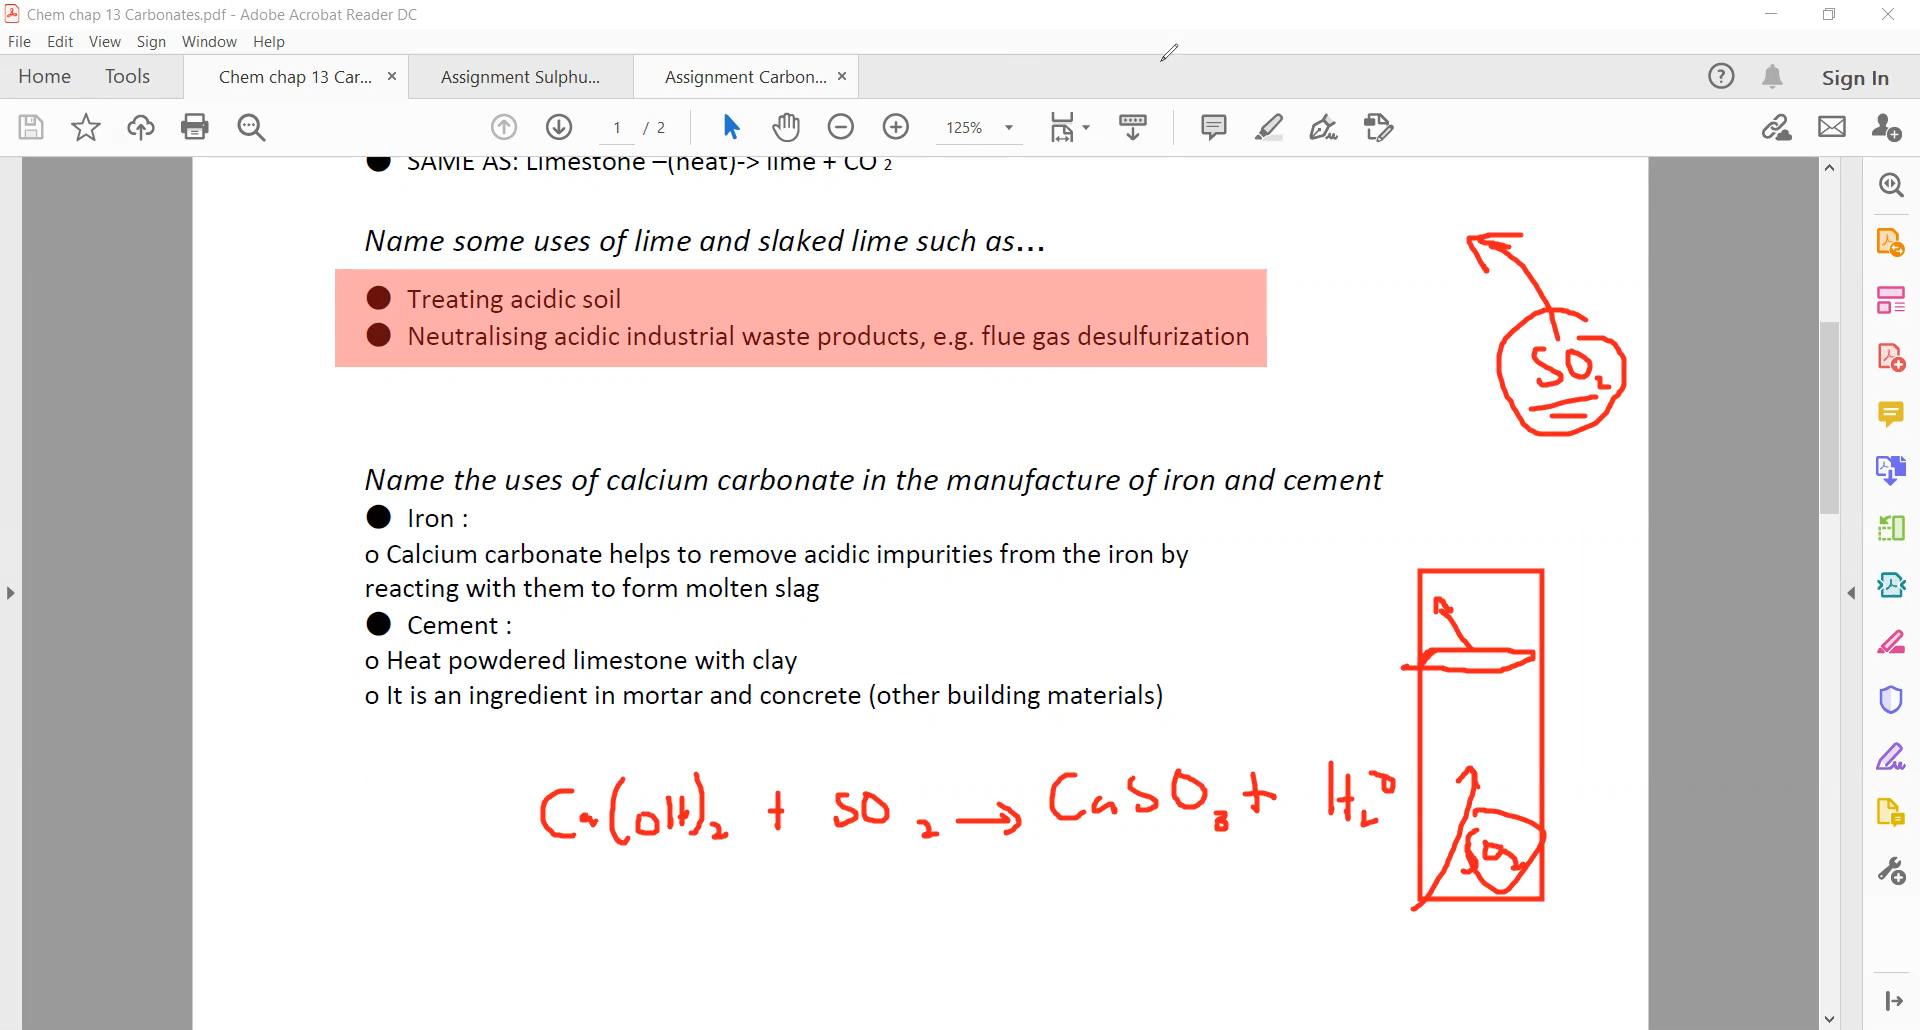 Chem chap 13 Carbonates.pdf - Adobe Acrobat Reader DC
File Edit View Sign Window Help
Home Tools Chem chap 13 Car... × Assignment Sulphu... Assignment Carbon... × Sign In
1 / 2 125%
● SAME AS: Limestone –(heat)-> lime + CO 2
Name some uses of lime and slaked lime such as...
● Treating acidic soil
● Neutralising acidic industrial waste products, e.g. flue gas desulfurization
SO₂
Name the uses of calcium carbonate in the manufacture of iron and cement
● Iron :
o Calcium carbonate helps to remove acidic impurities from the iron by
reacting with them to form molten slag
● Cement :
o Heat powdered limestone with clay
o It is an ingredient in mortar and concrete (other building materials)
Ca(OH)₂ + SO₂ → CaSO₃ + H₂O
SO₂